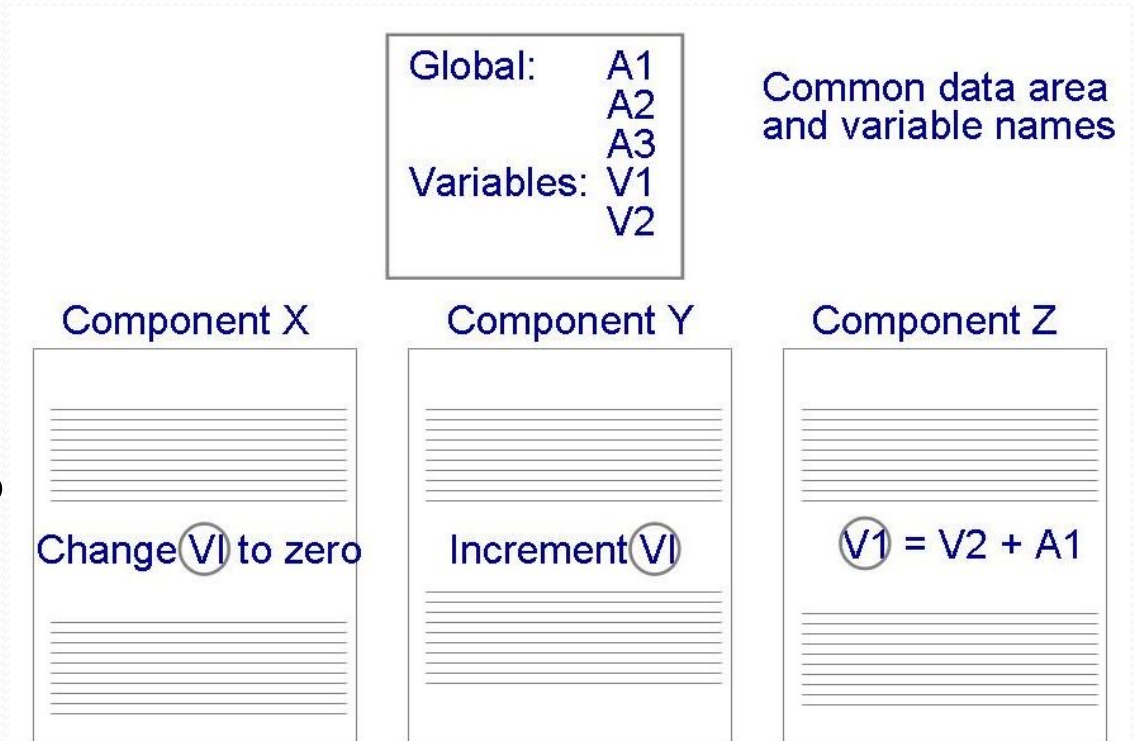 Global: A1
A2
A3
Variables: V1
V2
Common data area
and variable names
Component X
Component Y
Component Z
Change VI to zero
Increment VI
V1 = V2 + A1